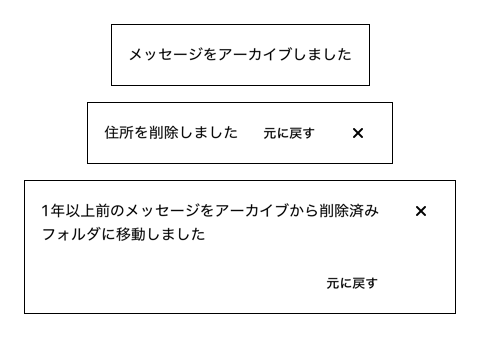 メッセージをアーカイブしました
住所を削除しました 元に戻す
1年以上前のメッセージをアーカイブから削除済み
フォルダに移動しました
元に戻す